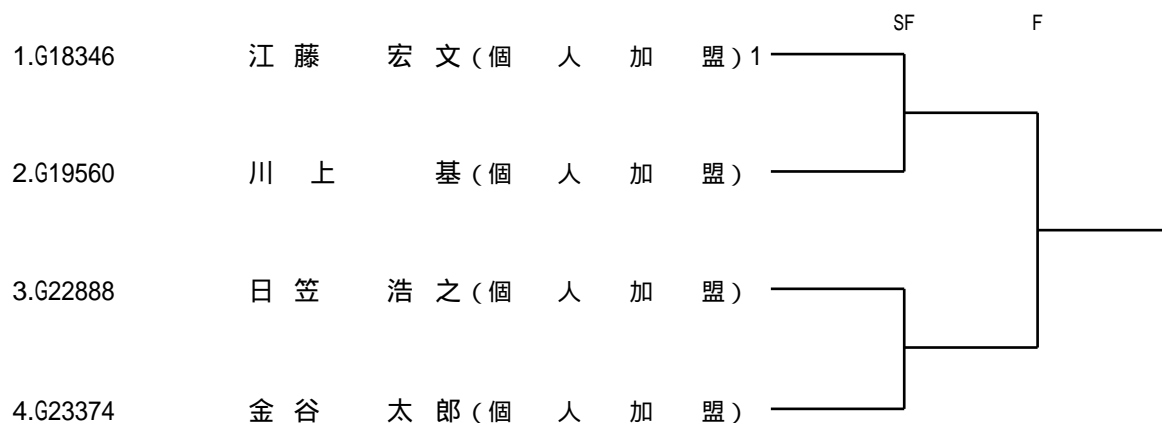 SF F
1.G18346 江藤 宏文(個人加盟)1
2.G19560 川上 基(個人加盟)
3.G22888 日笠 浩之(個人加盟)
4.G23374 金谷 太郎(個人加盟)